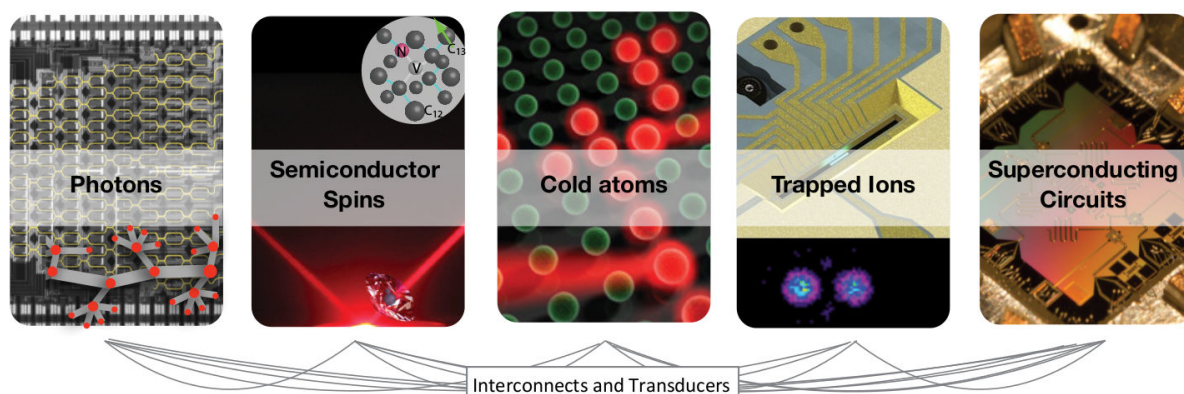 N
C13
V
C12
Photons
Semiconductor
Spins
Cold atoms
Trapped Ions
Superconducting
Circuits
Interconnects and Transducers